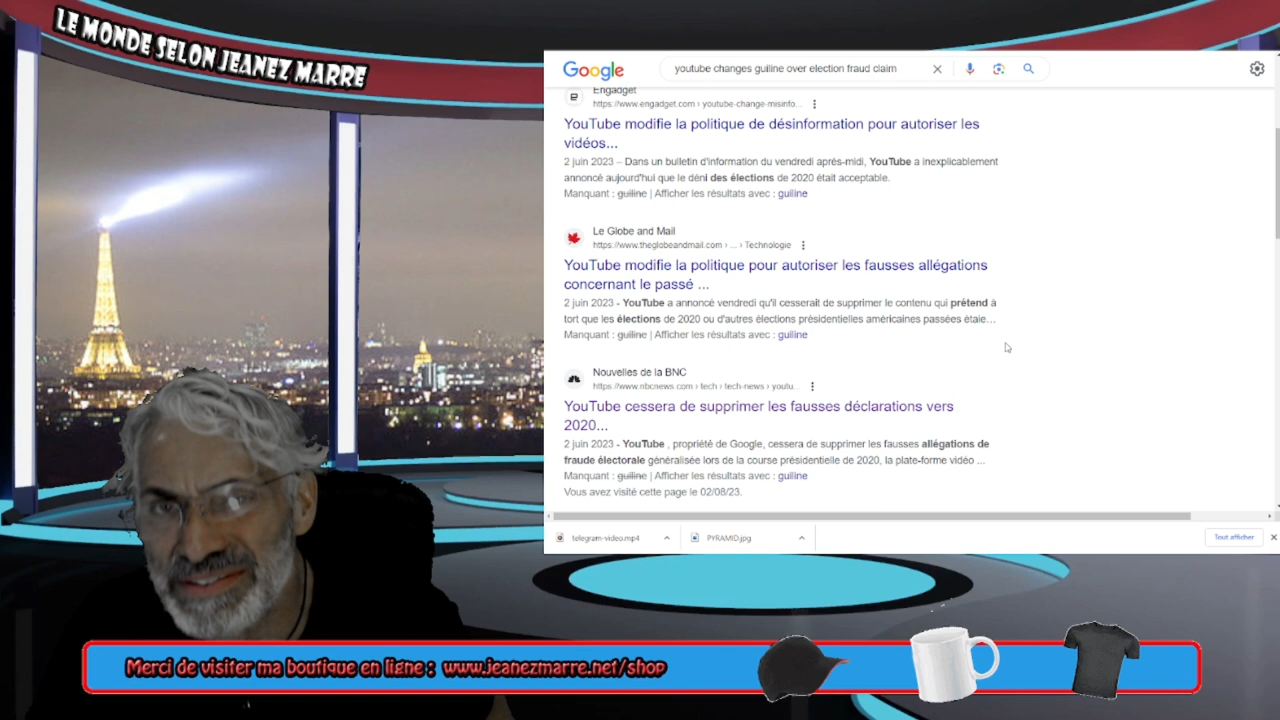 LE MONDE SELON JEANEZ MARRE
Google
youtube changes guiline over election fraud claim
Engadget
https://www.engadget.com › youtube-change-misinfo...
YouTube modifie la politique de désinformation pour autoriser les
vidéos...
2 juin 2023 – Dans un bulletin d'information du vendredi après-midi, YouTube a inexplicablement
annoncé aujourd'hui que le déni des élections de 2020 était acceptable.
Manquant : guiline | Afficher les résultats avec : guiline
Le Globe and Mail
https://www.theglobeandmail.com › ... › Technologie
YouTube modifie la politique pour autoriser les fausses allégations
concernant le passé ...
2 juin 2023 - YouTube a annoncé vendredi qu'il cesserait de supprimer le contenu qui prétend à
tort que les élections de 2020 ou d'autres élections présidentielles américaines passées étaie...
Manquant : guiline | Afficher les résultats avec : guiline
Nouvelles de la BNC
https://www.nbcnews.com › tech › tech-news › youtu...
YouTube cessera de supprimer les fausses déclarations vers
2020...
2 juin 2023 - YouTube , propriété de Google, cessera de supprimer les fausses allégations de
fraude électorale généralisée lors de la course présidentielle de 2020, la plate-forme vidéo ...
Manquant : guiline | Afficher les résultats avec : guiline
Vous avez visité cette page le 02/08/23.
telegram-video.mp4
PYRAMID.jpg
Tout afficher
Merci de visiter ma boutique en ligne : www.jeanezmarre.net/shop